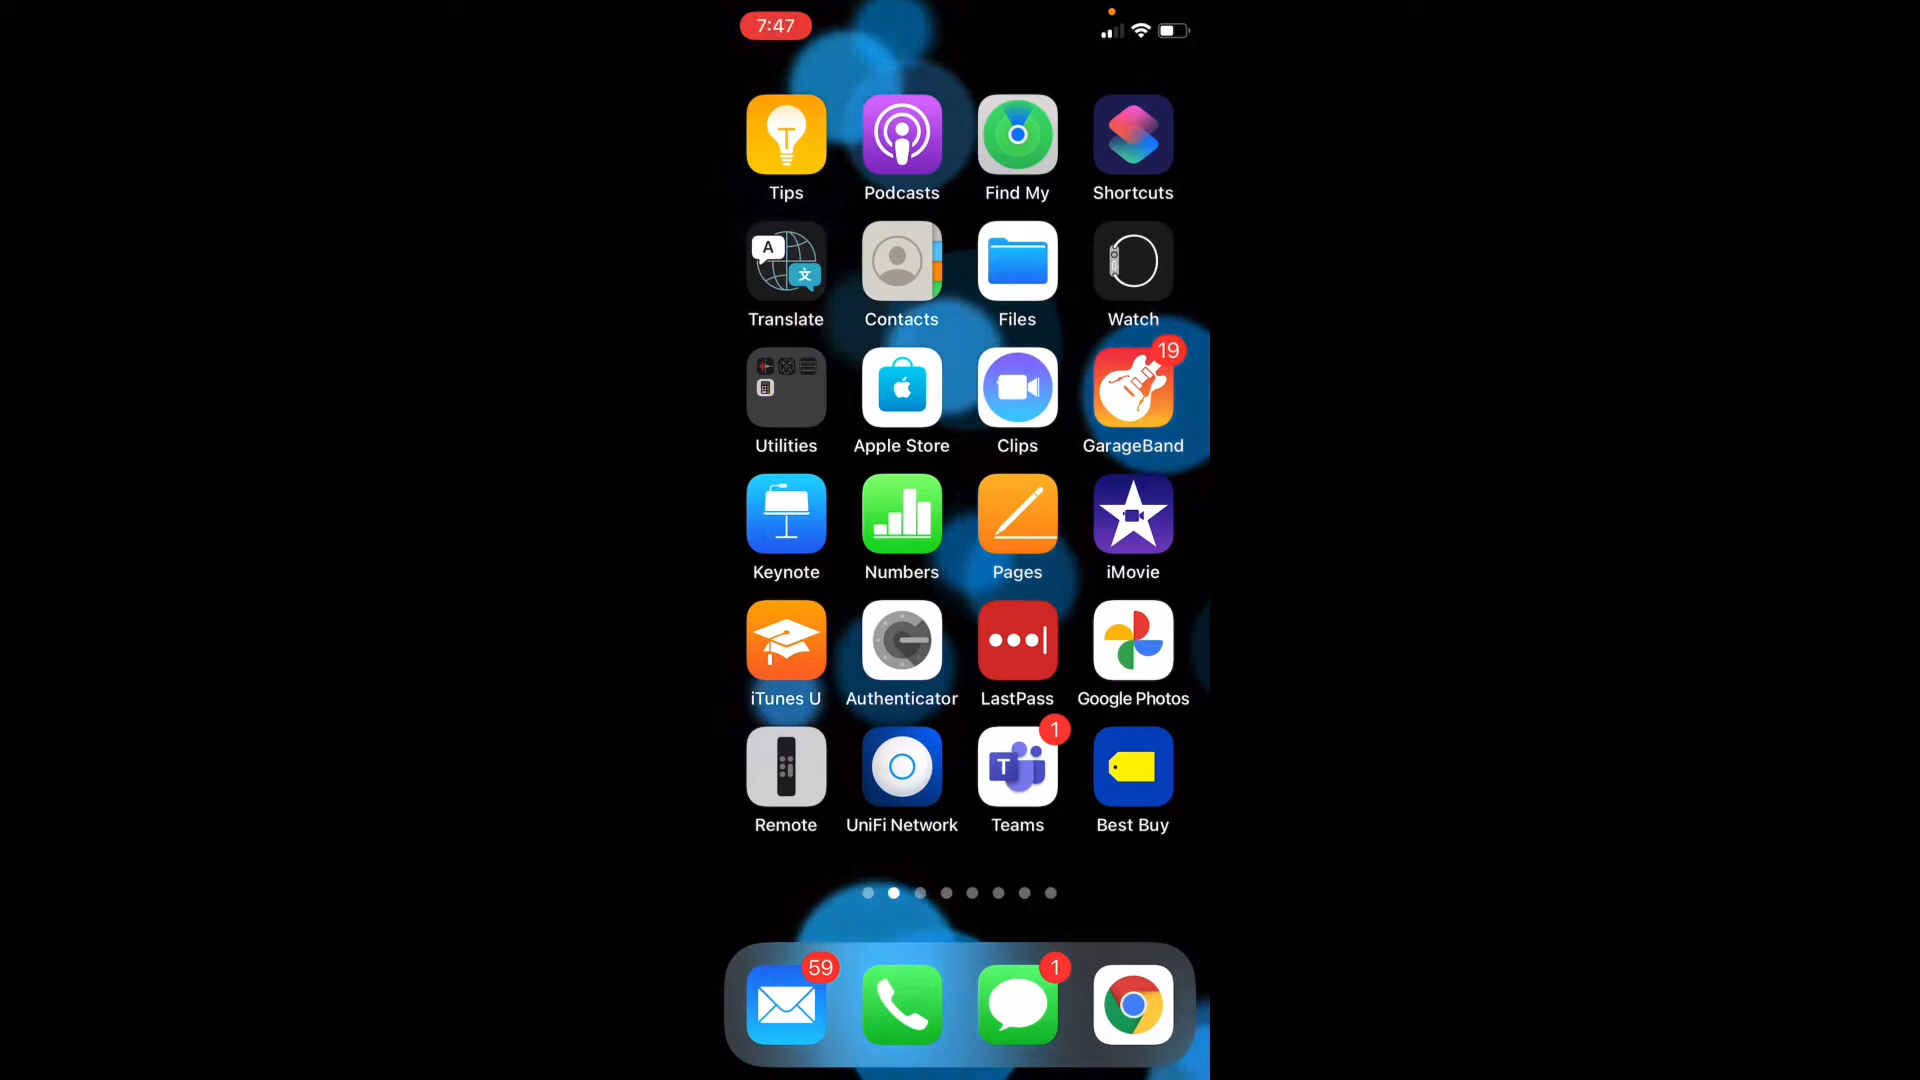 7:47
Tips Podcasts Find My Shortcuts
A 文
Translate Contacts Files Watch
19
Utilities Apple Store Clips GarageBand
Keynote Numbers Pages iMovie
iTunes U Authenticator LastPass Google Photos
1
T
Remote UniFi Network Teams Best Buy
59 1